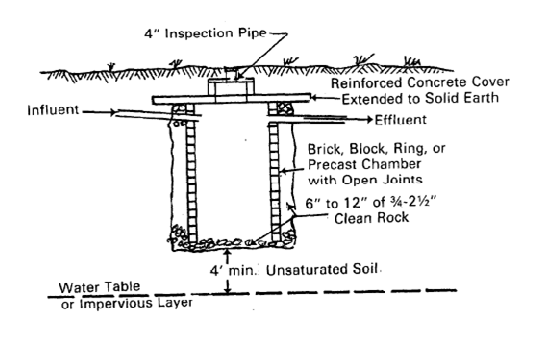 4" Inspection Pipe
Reinforced Concrete Cover
Extended to Solid Earth
Influent
Effluent
Brick, Block, Ring, or
Precast Chamber
with Open Joints
6" to 12" of ¾-2½"
Clean Rock
4' min. Unsaturated Soil
Water Table
or Impervious Layer